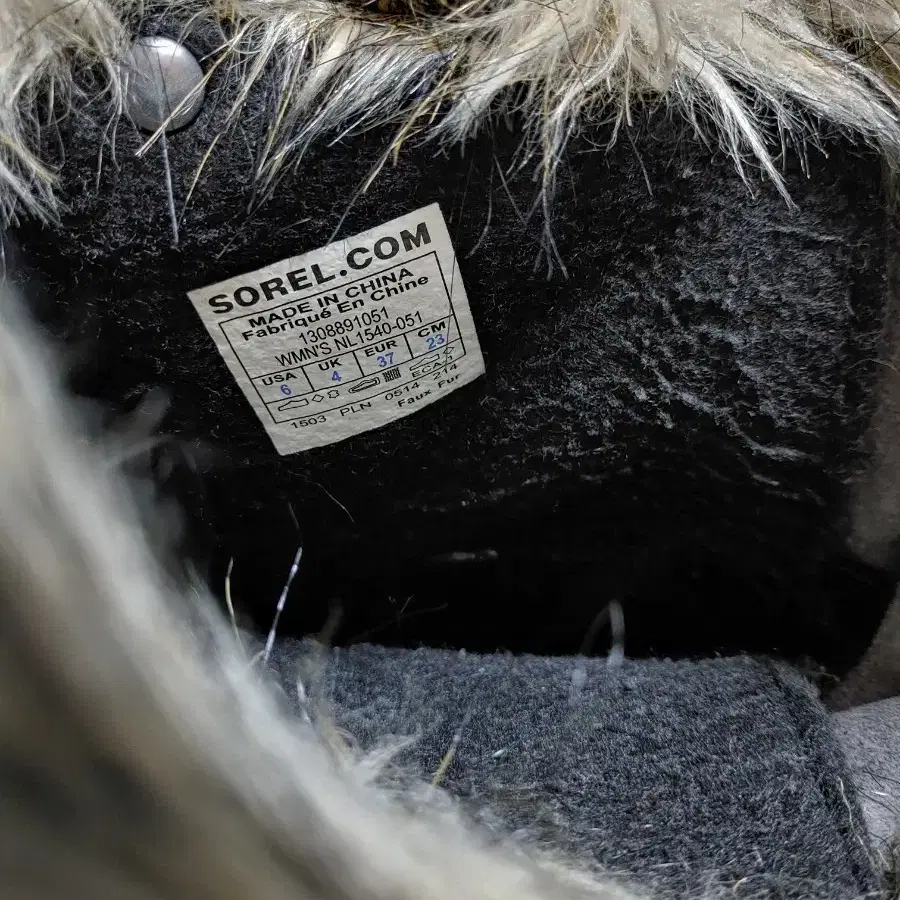 SOREL.COM
MADE IN CHINA
Fabriqué En Chine
1308891051
WMN'S NL1540-051
USA UK EUR CM
6 4 37 23
1503 PLN 0514 214
Faux Fur